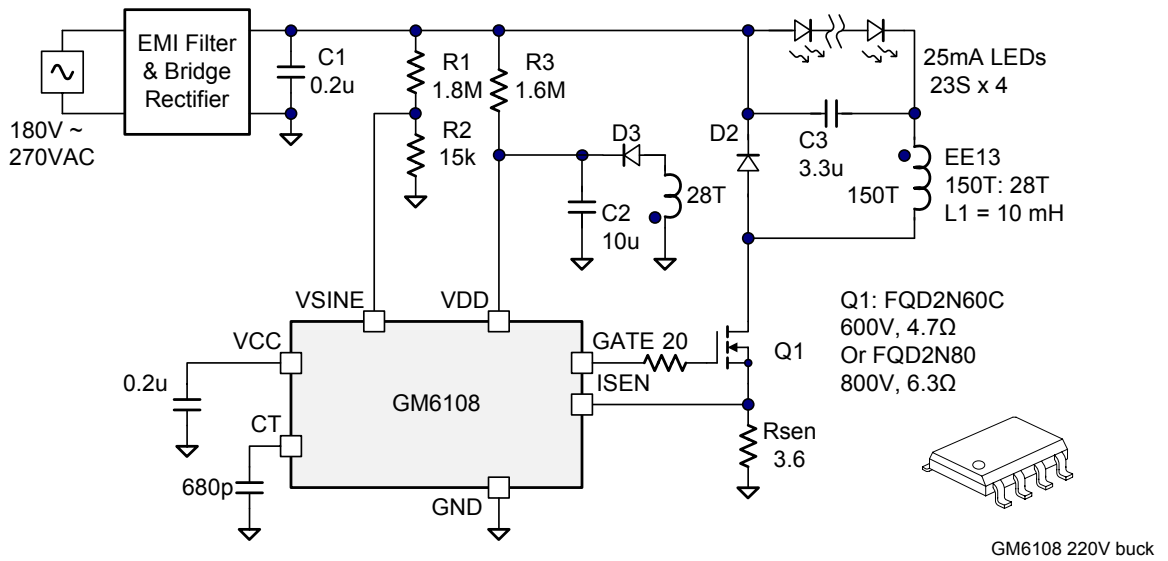 EMI Filter
& Bridge
Rectifier
180V ~
270VAC
C1
0.2u
R1
1.8M
R2
15k
R3
1.6M
D3
C2
10u
28T
D2
C3
3.3u
25mA LEDs
23S x 4
150T
EE13
150T: 28T
L1 = 10 mH
VSINE
VDD
VCC
0.2u
CT
680p
GM6108
GND
GATE 20
ISEN
Q1
Rsen
3.6
Q1: FQD2N60C
600V, 4.7Ω
Or FQD2N80
800V, 6.3Ω
GM6108 220V buck